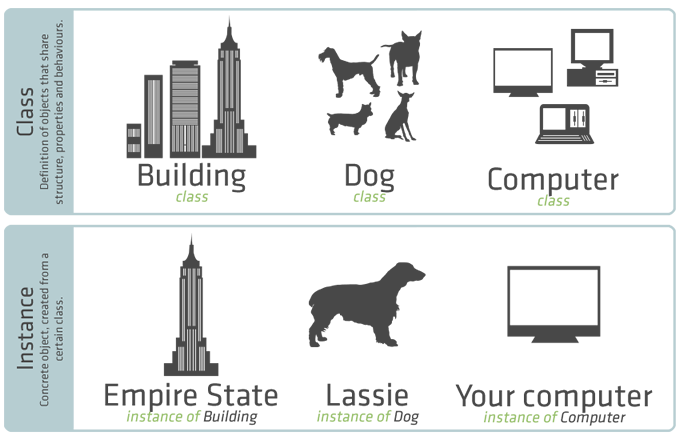 Class
Definition of objects that share
structure, properties and behaviours.
Building
class
Dog
class
Computer
class
Instance
Concrete object, created from a
certain class.
Empire State
instance of Building
Lassie
instance of Dog
Your computer
instance of Computer